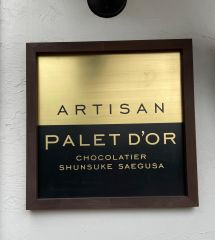 ARTISAN
PALET D'OR
CHOCOLATIER
SHUNSUKE SAEGUSA